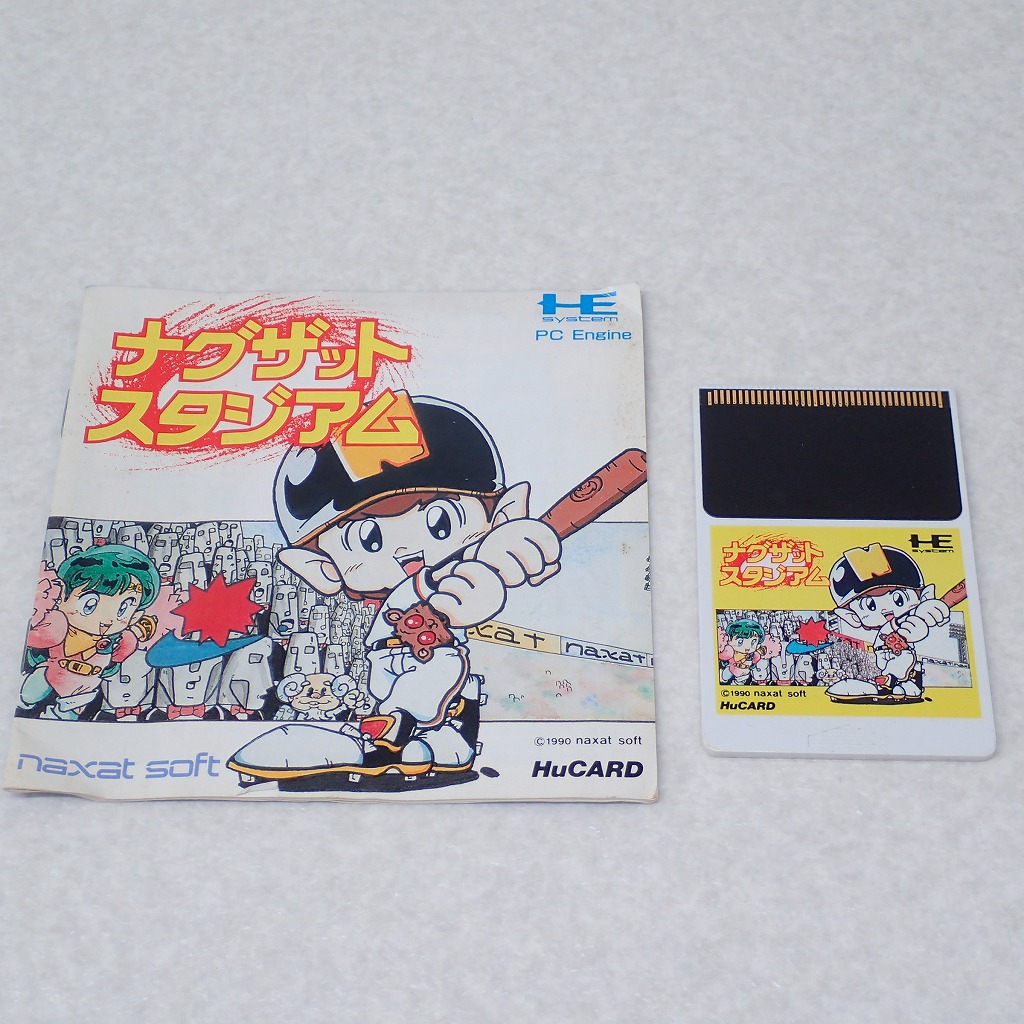 HE
system
PC Engine
ナグザット
スタジアム
naxat
©1990 naxat soft
naxat soft
HuCARD
HE
system
ナグザット
スタジアム
naxat
©1990 naxat soft
HuCARD